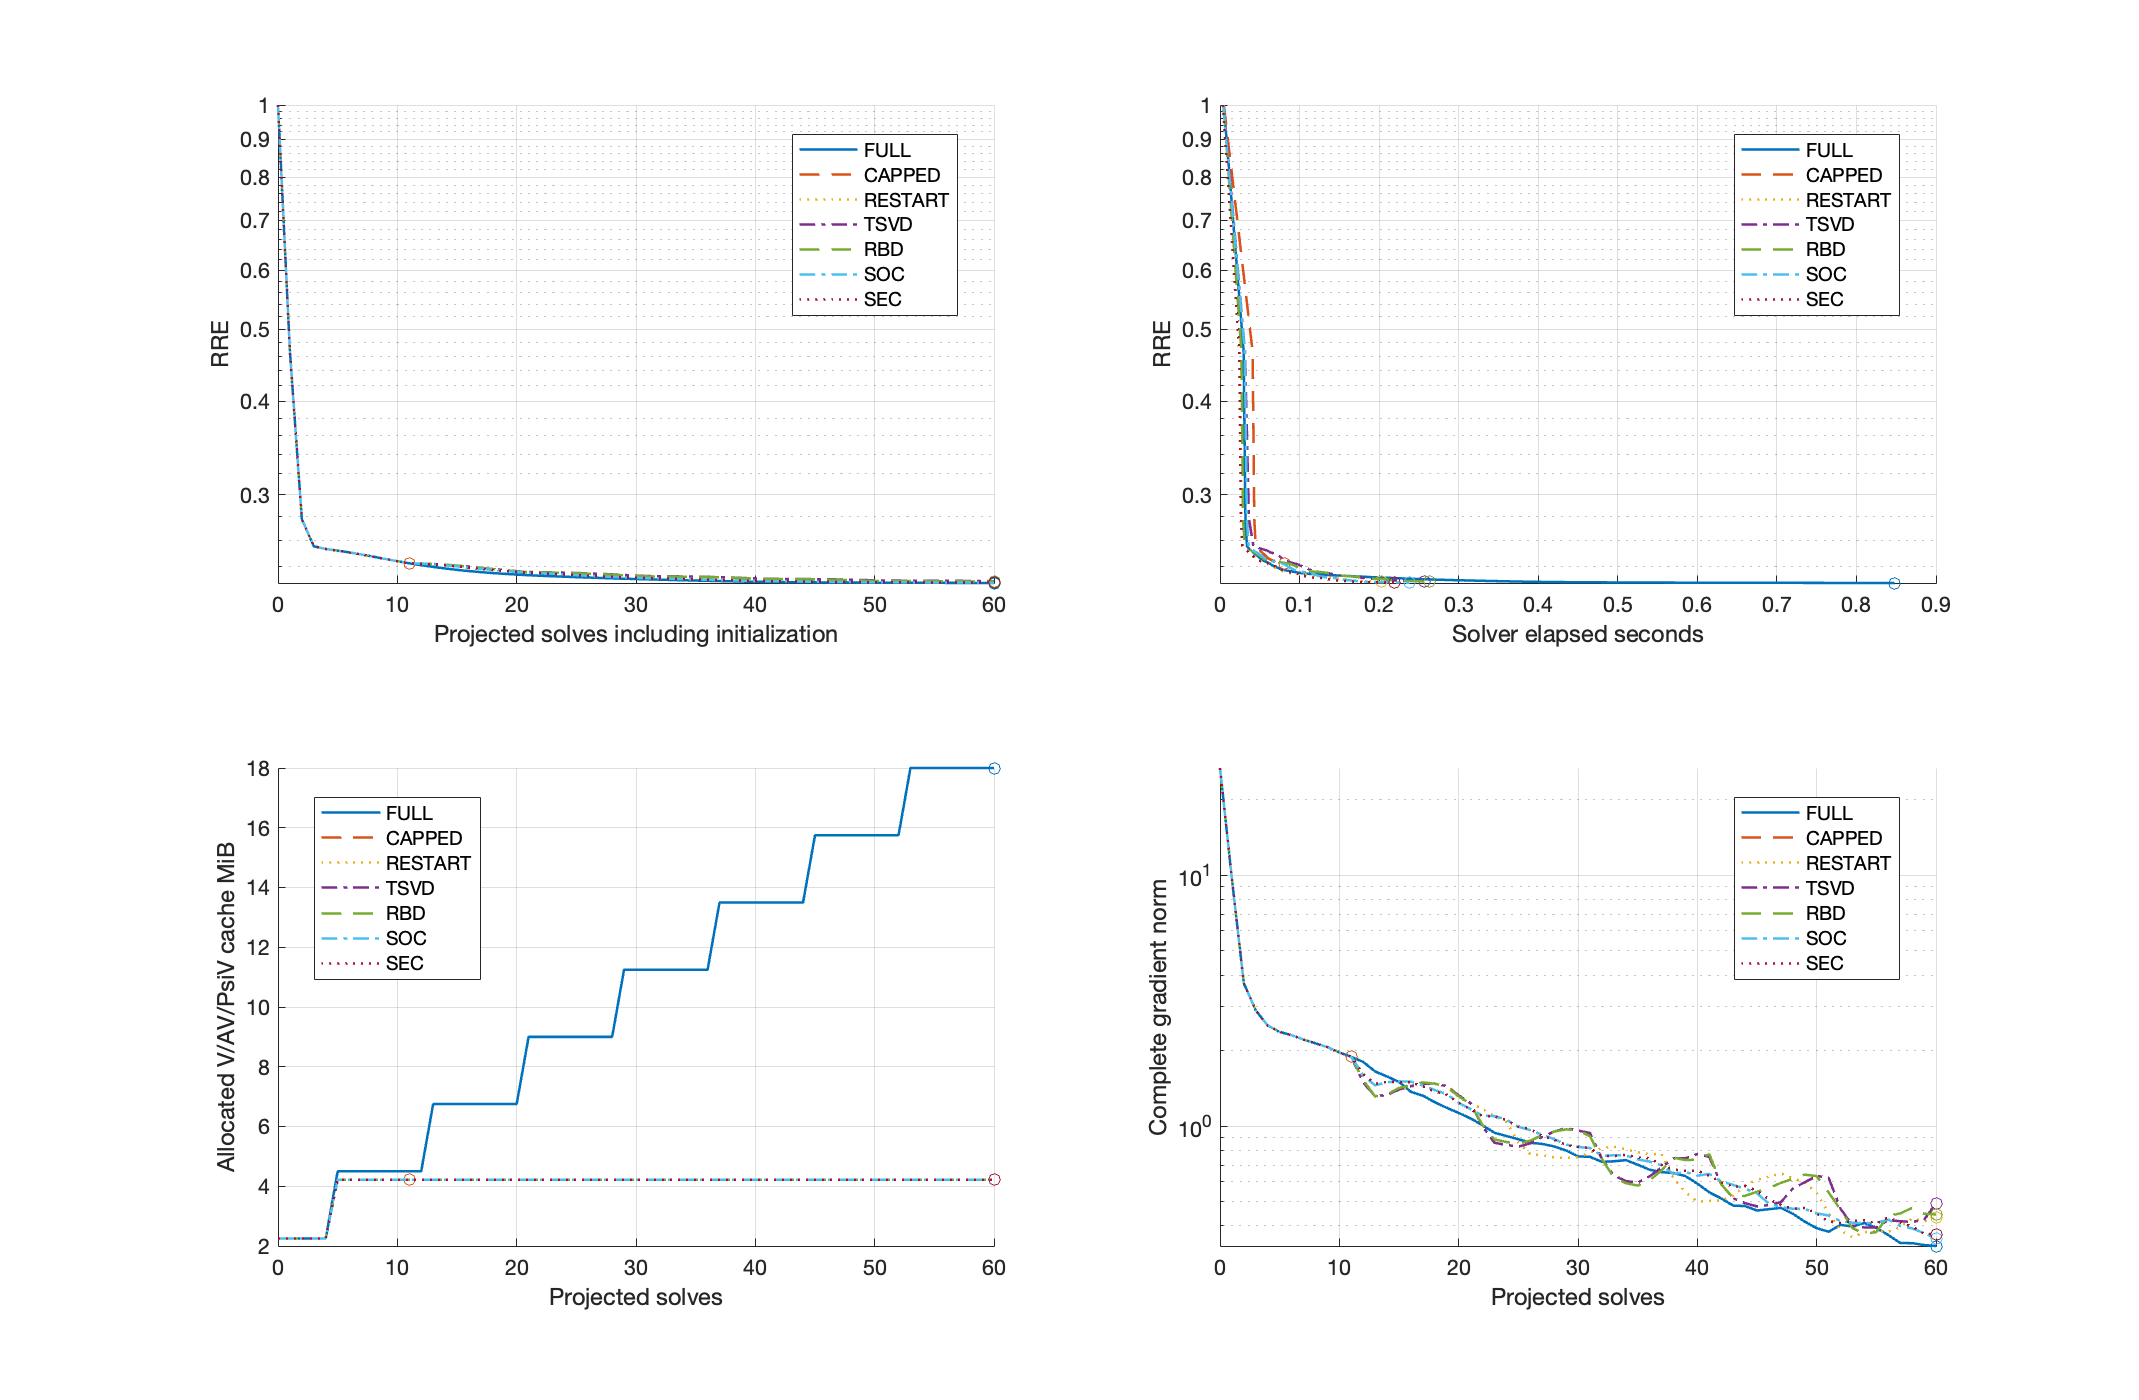 1
0.9
0.8
0.7
0.6
0.5
0.4
0.3
RRE
0 10 20 30 40 50 60
Projected solves including initialization
FULL
CAPPED
RESTART
TSVD
RBD
SOC
SEC
1
0.9
0.8
0.7
0.6
0.5
0.4
0.3
RRE
0 0.1 0.2 0.3 0.4 0.5 0.6 0.7 0.8 0.9
Solver elapsed seconds
FULL
CAPPED
RESTART
TSVD
RBD
SOC
SEC
18
16
14
12
10
8
6
4
2
Allocated V/AV/PsiV cache MiB
0 10 20 30 40 50 60
Projected solves
FULL
CAPPED
RESTART
TSVD
RBD
SOC
SEC
10¹
10⁰
Complete gradient norm
0 10 20 30 40 50 60
Projected solves
FULL
CAPPED
RESTART
TSVD
RBD
SOC
SEC